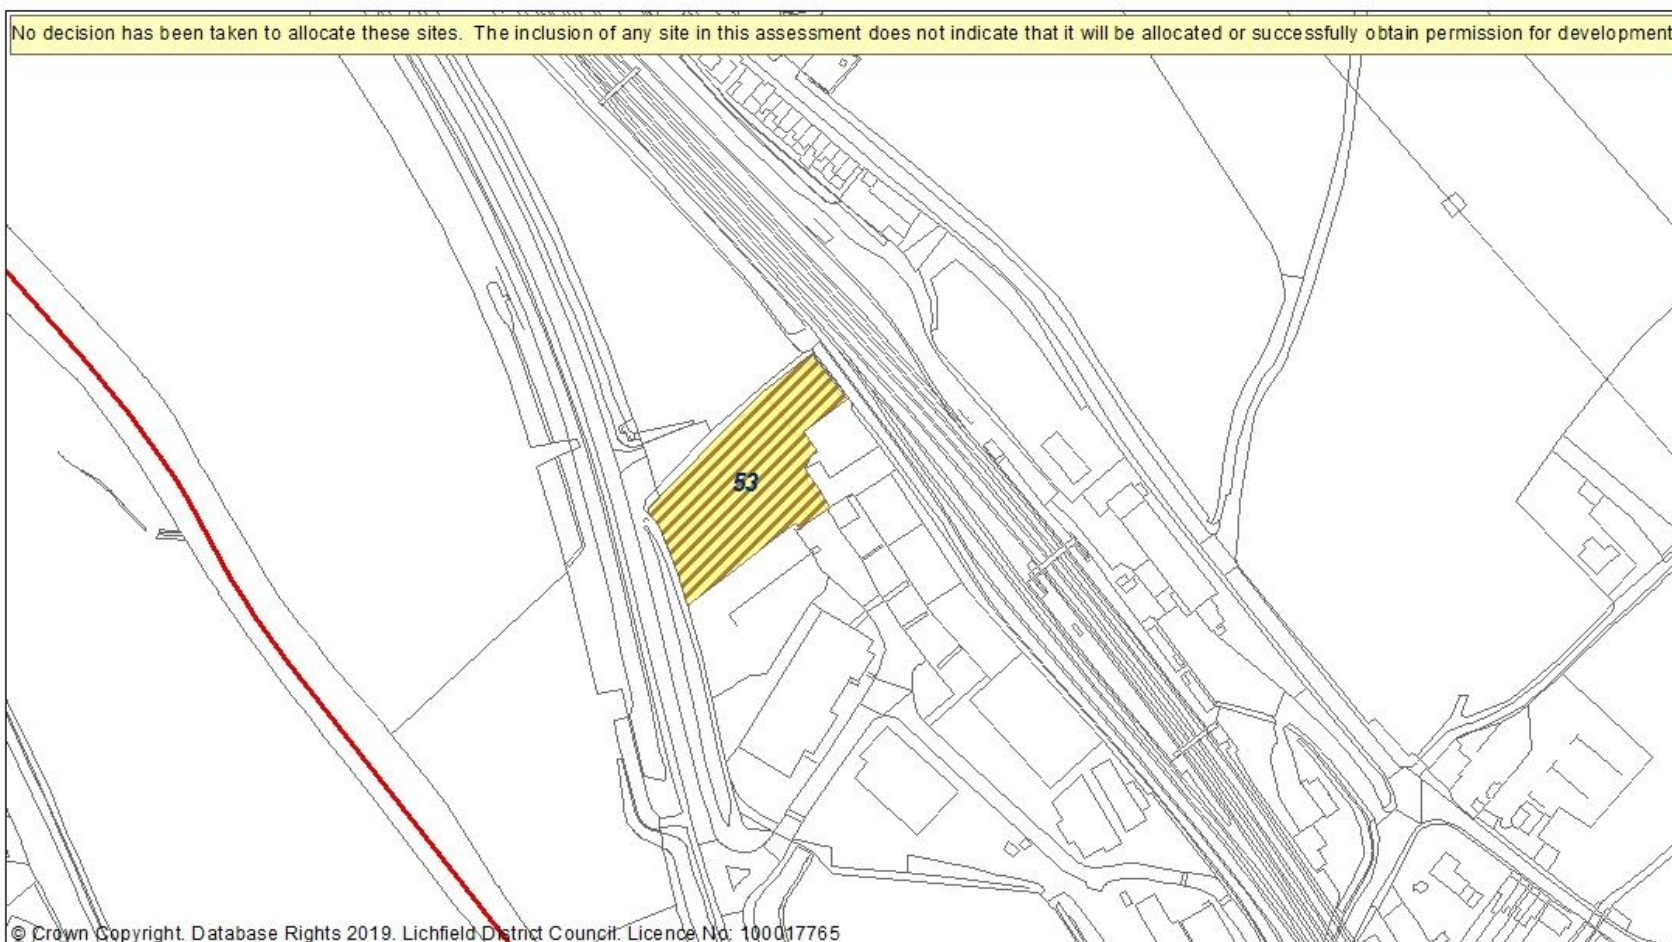 No decision has been taken to allocate these sites. The inclusion of any site in this assessment does not indicate that it will be allocated or successfully obtain permission for development
53
© Crown Copyright. Database Rights 2019. Lichfield District Council. Licence No: 100017765